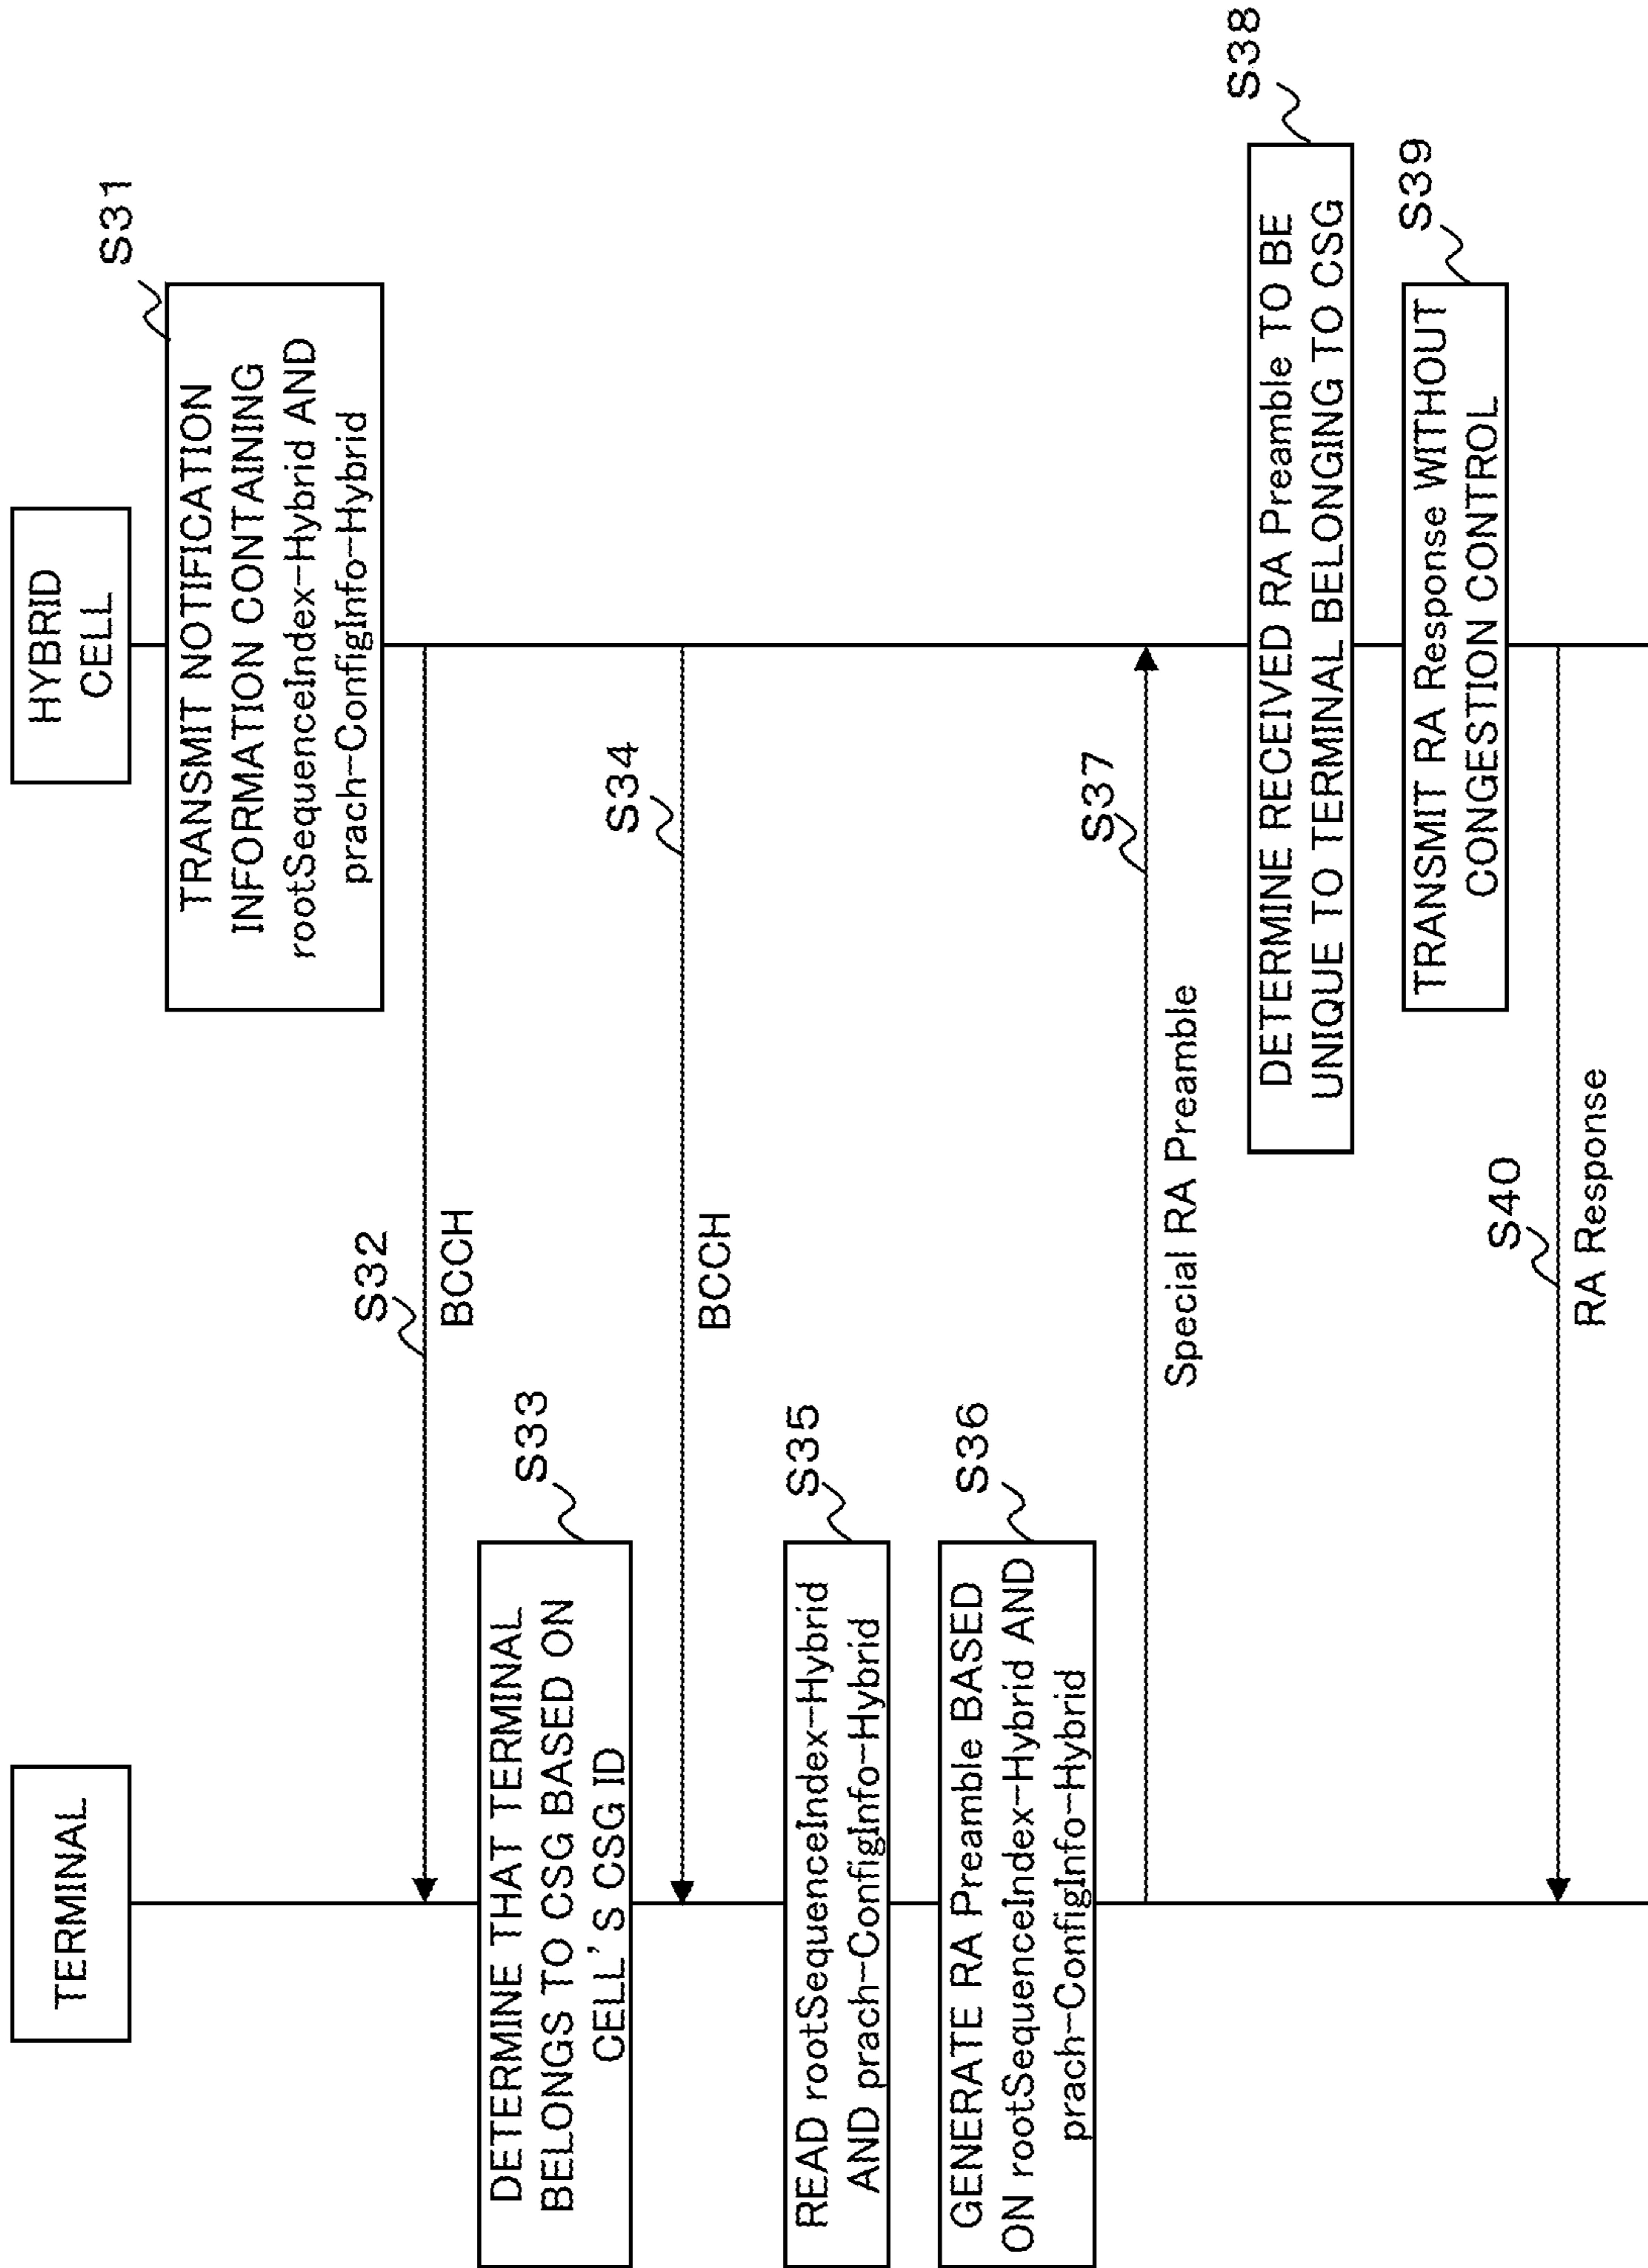 TERMINAL
HYBRID
CELL
S31
TRANSMIT NOTIFICATION
INFORMATION CONTAINING
rootSequenceIndex-Hybrid AND
prach-ConfigInfo-Hybrid
S32
BCCH
S33
DETERMINE THAT TERMINAL
BELONGS TO CSG BASED ON
CELL'S CSG ID
S34
BCCH
S35
READ rootSequenceIndex-Hybrid
AND prach-ConfigInfo-Hybrid
S36
GENERATE RA Preamble BASED
ON rootSequenceIndex-Hybrid AND
prach-ConfigInfo-Hybrid
S37
Special RA Preamble
S38
DETERMINE RECEIVED RA Preamble TO BE
UNIQUE TO TERMINAL BELONGING TO CSG
S39
TRANSMIT RA Response WITHOUT
CONGESTION CONTROL
S40
RA Response